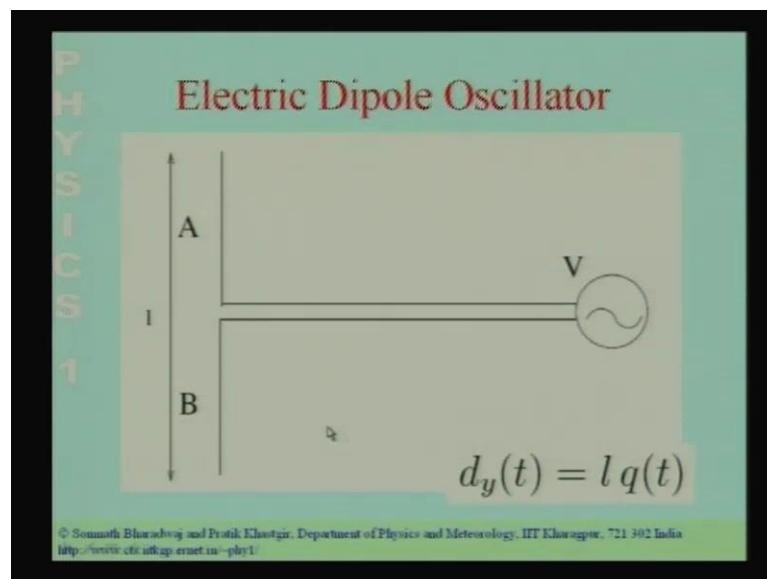 PHYSICS 1
Electric Dipole Oscillator
A
V
l
B
d_y(t) = l q(t)
© Somnath Bharadwaj and Pratik Khastgir, Department of Physics and Meteorology, IIT Kharagpur, 721 302 India